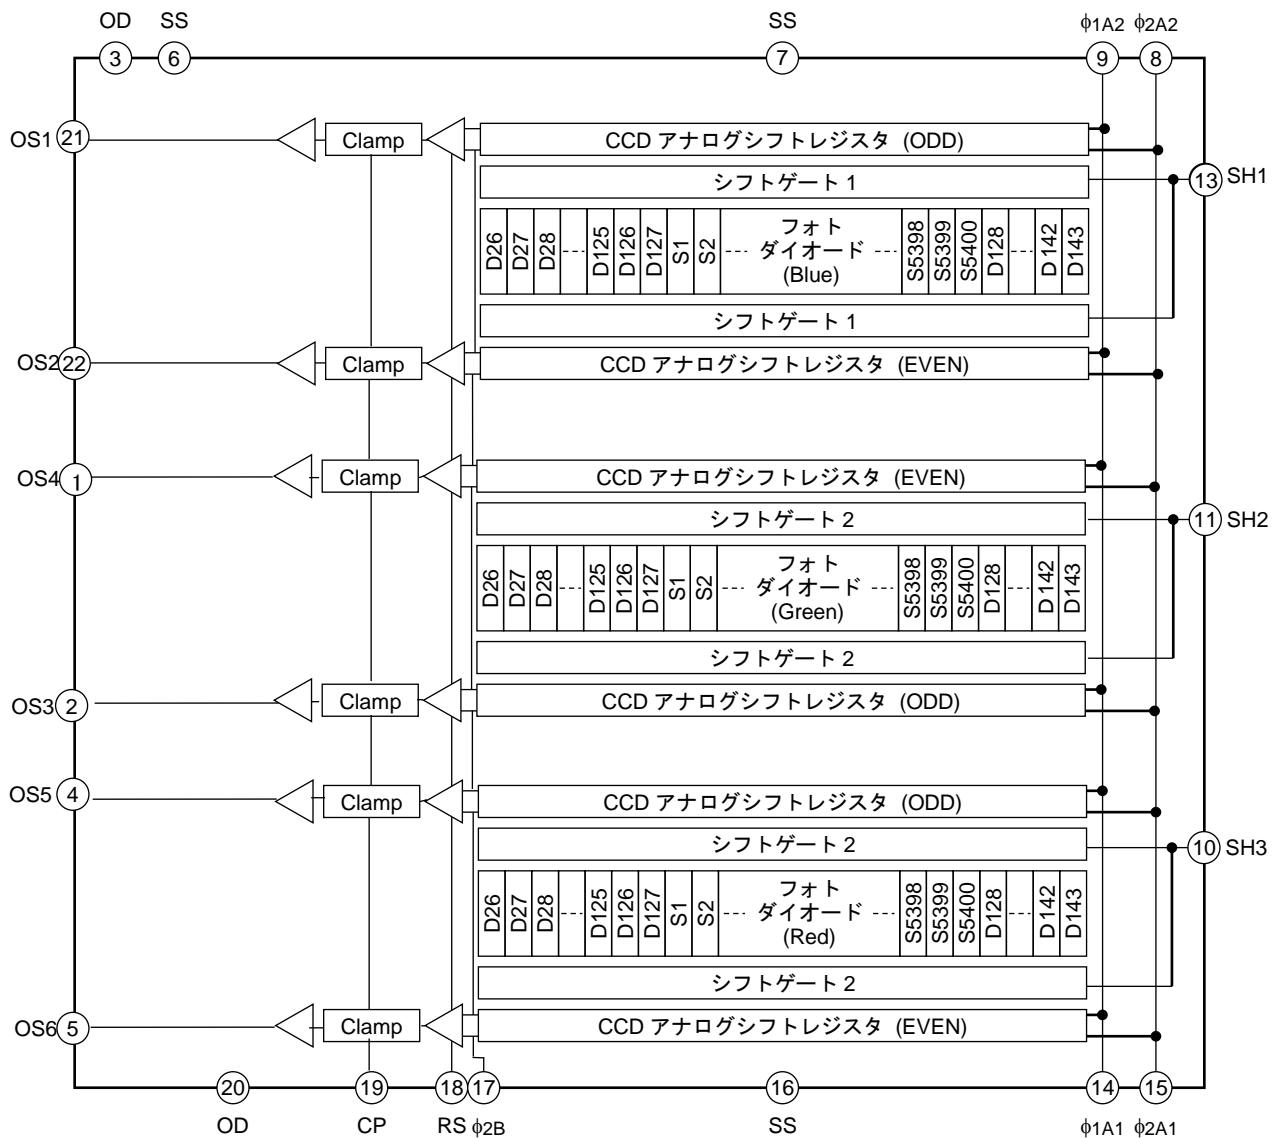 OD SS SS ϕ1A2 ϕ2A2
3 6 7 9 8
OS1 21 Clamp CCD アナログシフトレジスタ (ODD)
シフトゲート 1 13 SH1
D26 D27 D28 D125 D126 D127 S1 S2 フォト ダイオード (Blue) S5398 S5399 S5400 D128 D142 D143
シフトゲート 1
OS2 22 Clamp CCD アナログシフトレジスタ (EVEN)
OS4 1 Clamp CCD アナログシフトレジスタ (EVEN)
シフトゲート 2 11 SH2
D26 D27 D28 D125 D126 D127 S1 S2 フォト ダイオード (Green) S5398 S5399 S5400 D128 D142 D143
シフトゲート 2
OS3 2 Clamp CCD アナログシフトレジスタ (ODD)
OS5 4 Clamp CCD アナログシフトレジスタ (ODD)
シフトゲート 2 10 SH3
D26 D27 D28 D125 D126 D127 S1 S2 フォト ダイオード (Red) S5398 S5399 S5400 D128 D142 D143
シフトゲート 2
OS6 5 Clamp CCD アナログシフトレジスタ (EVEN)
20 19 18 17 16 14 15
OD CP RS ϕ2B SS ϕ1A1 ϕ2A1